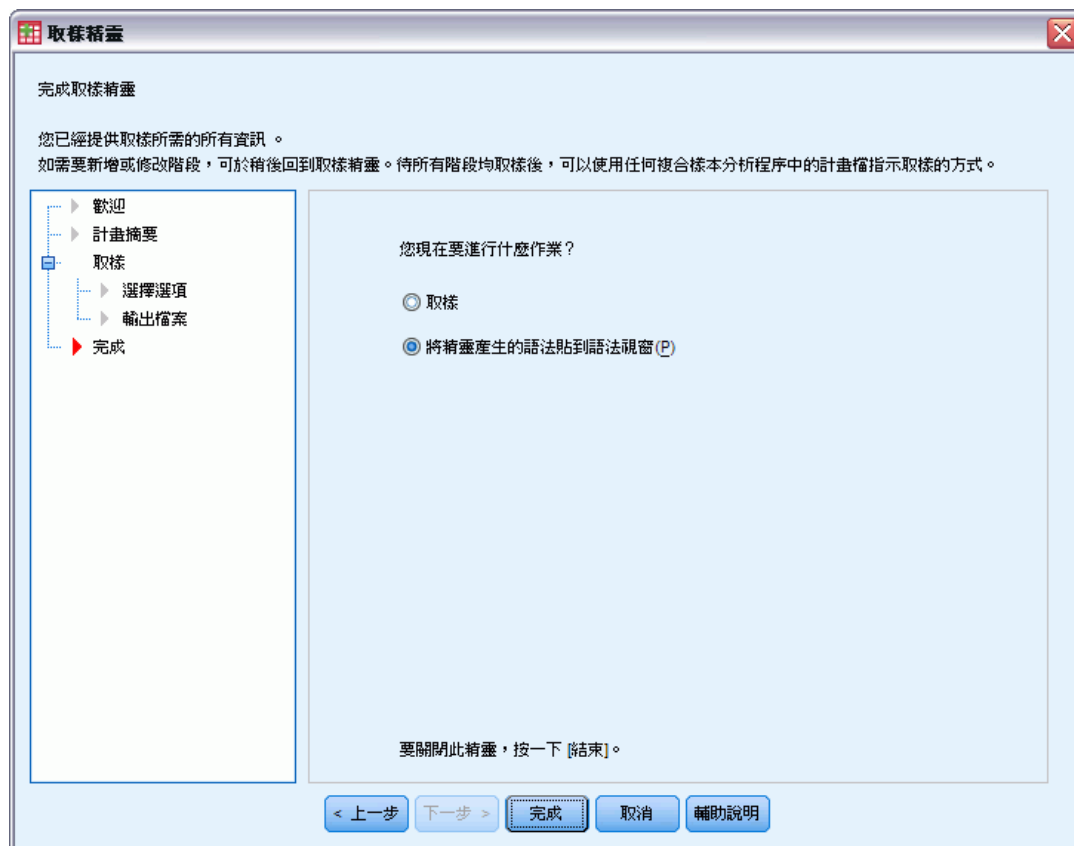 取樣精靈
完成取樣精靈
您已經提供取樣所需的所有資訊 。
如需要新增或修改階段，可於稍後回到取樣精靈。待所有階段均取樣後，可以使用任何複合樣本分析程序中的計畫檔指示取樣的方式。
歡迎
計畫摘要
取樣
選擇選項
輸出檔案
完成
您現在要進行什麼作業？
取樣
將精靈產生的語法貼到語法視窗(P)
要關閉此精靈，按一下 [結束]。
< 上一步
下一步 >
完成
取消
輔助說明